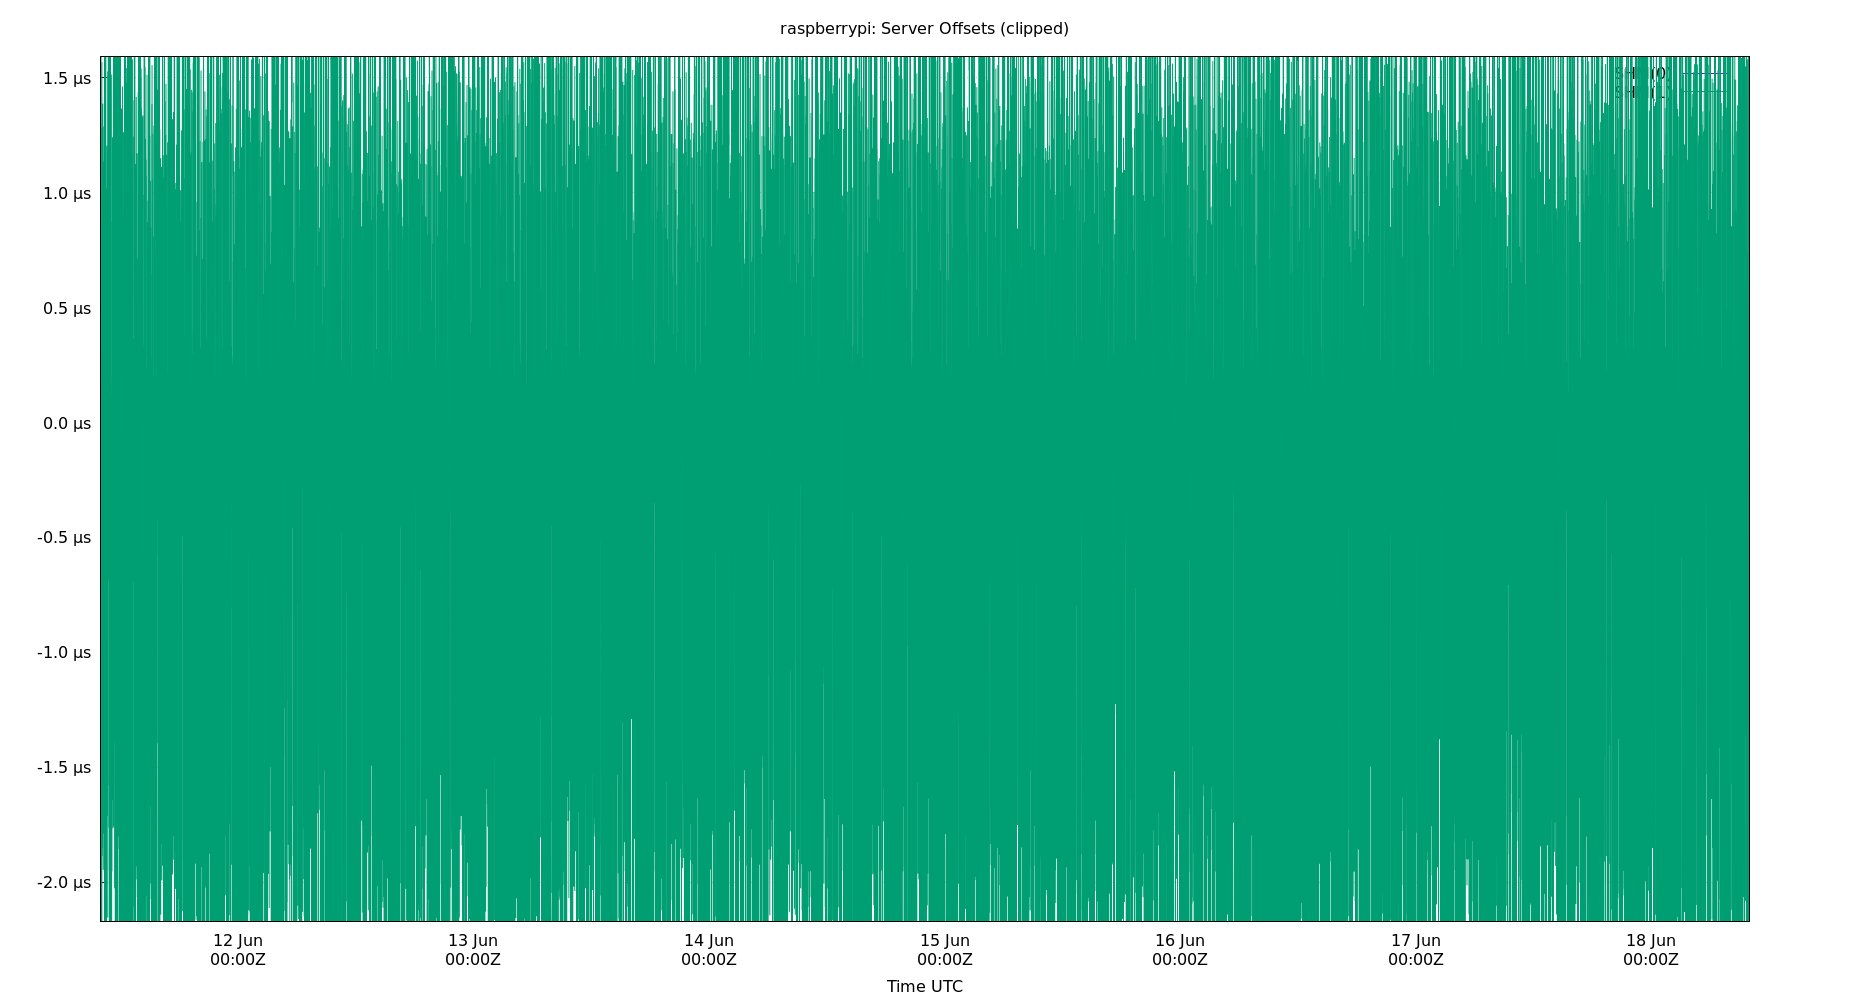 raspberrypi: Server Offsets (clipped)
1.5 µs
1.0 µs
0.5 µs
0.0 µs
-0.5 µs
-1.0 µs
-1.5 µs
-2.0 µs
12 Jun 13 Jun 14 Jun 15 Jun 16 Jun 17 Jun 18 Jun
00:00Z 00:00Z 00:00Z 00:00Z 00:00Z 00:00Z 00:00Z
Time UTC